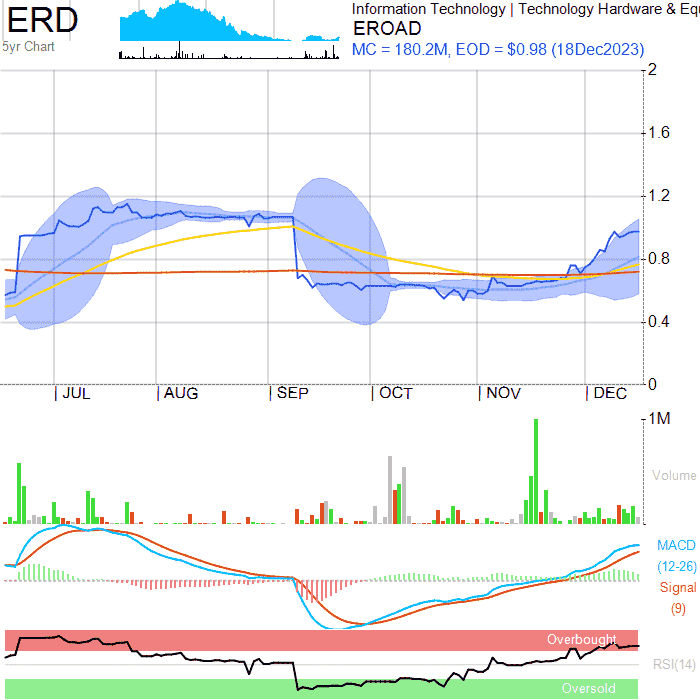 ERD
5yr Chart
Information Technology | Technology Hardware & Equ
EROAD
MC = 180.2M, EOD = $0.98 (18Dec2023)
2
1.6
1.2
0.8
0.4
0
JUL AUG SEP OCT NOV DEC
1M
Volume
MACD
(12-26)
Signal
(9)
Overbought
RSI(14)
Oversold